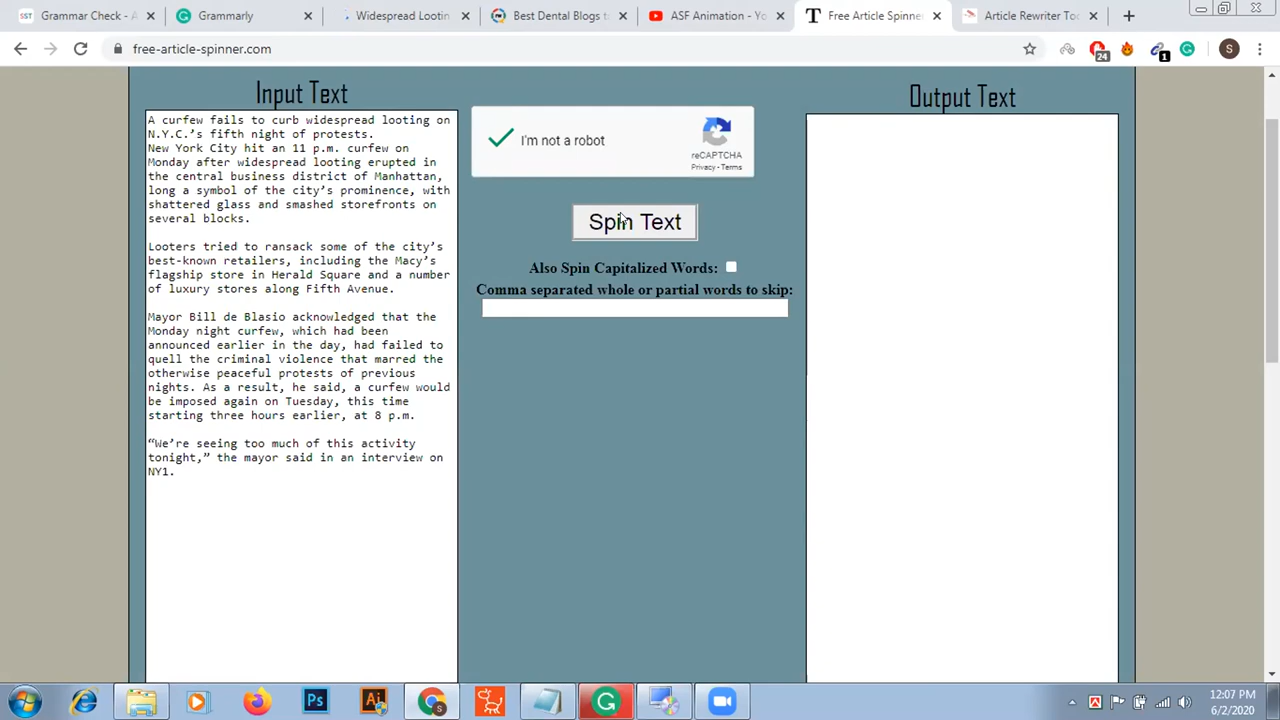 Grammar Check - A
Grammarly
Widespread Lootin
Best Dental Blogs t
ASF Animation - Yo
Free Article Spinne
Article Rewriter Too
free-article-spinner.com
24
1
S
Input Text
Output Text
A curfew fails to curb widespread looting on
N.Y.C.’s fifth night of protests.
New York City hit an 11 p.m. curfew on
Monday after widespread looting erupted in
the central business district of Manhattan,
long a symbol of the city’s prominence, with
shattered glass and smashed storefronts on
several blocks.
Looters tried to ransack some of the city’s
best-known retailers, including the Macy’s
flagship store in Herald Square and a number
of luxury stores along Fifth Avenue.
Mayor Bill de Blasio acknowledged that the
Monday night curfew, which had been
announced earlier in the day, had failed to
quell the criminal violence that marred the
otherwise peaceful protests of previous
nights. As a result, he said, a curfew would
be imposed again on Tuesday, this time
starting three hours earlier, at 8 p.m.
“We’re seeing too much of this activity
tonight,” the mayor said in an interview on
NY1.
I'm not a robot
reCAPTCHA
Privacy - Terms
Spin Text
Also Spin Capitalized Words:
Comma separated whole or partial words to skip:
Ps
Ai
S
12:07 PM
6/2/2020